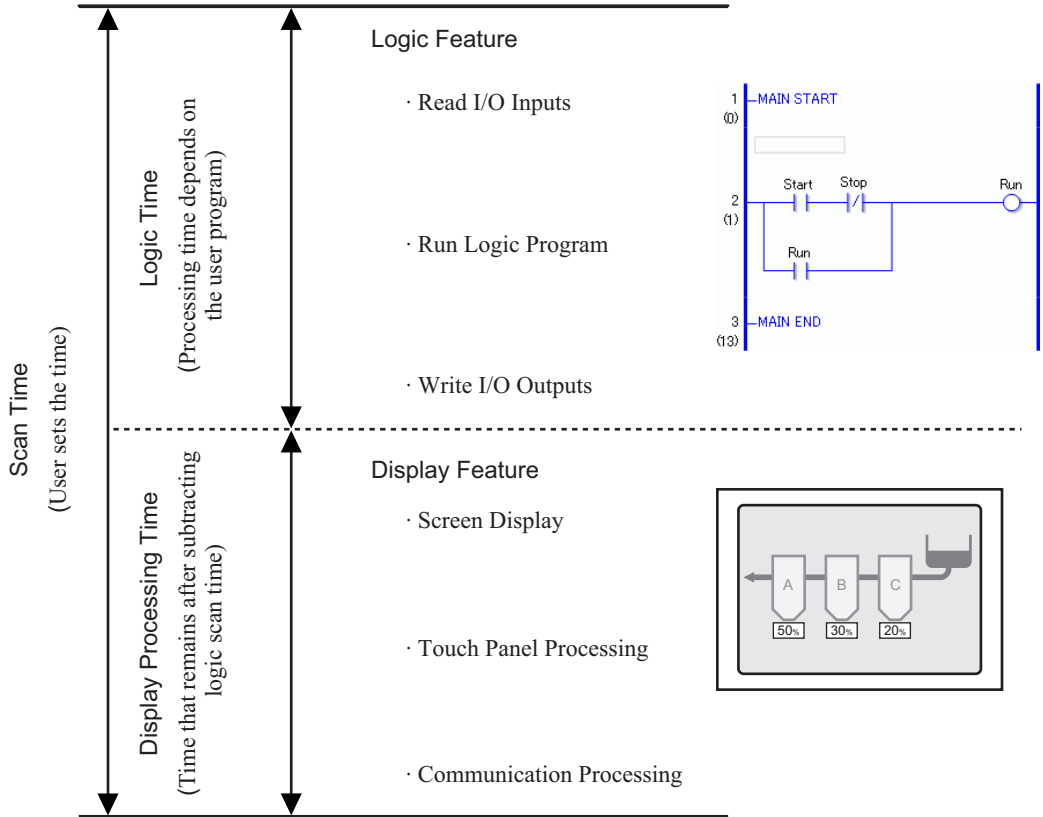 Scan Time
(User sets the time)
Logic Time
(Processing time depends on
the user program)
Logic Feature
· Read I/O Inputs
· Run Logic Program
· Write I/O Outputs
1
(0)
MAIN START
Start
Stop
Run
2
(1)
Run
3
(13)
MAIN END
Display Processing Time
(Time that remains after subtracting
logic scan time)
Display Feature
· Screen Display
· Touch Panel Processing
· Communication Processing
A
B
C
50%
30%
20%